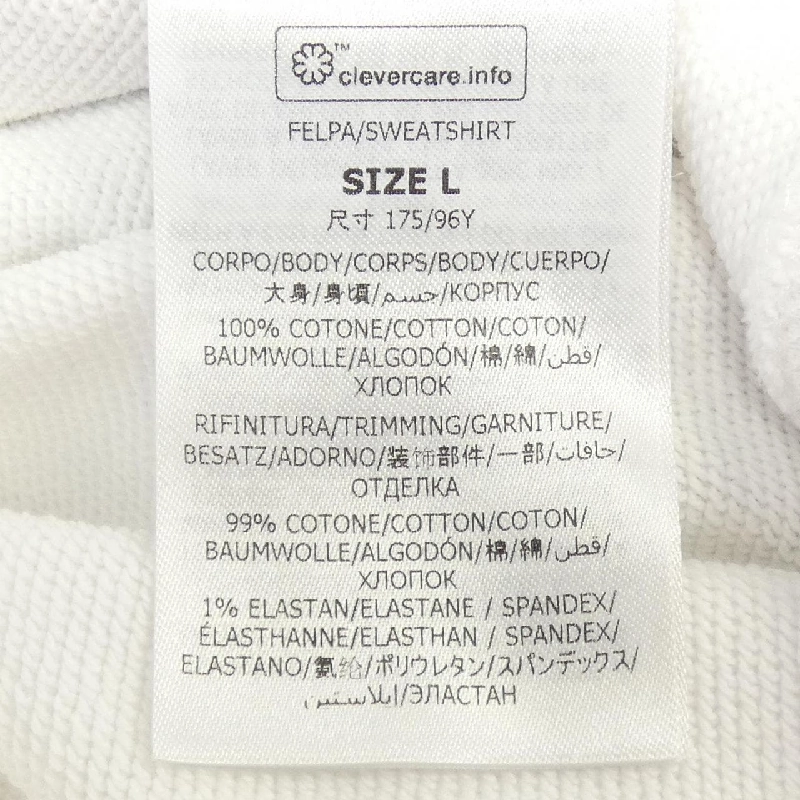 ™ clevercare.info
FELPA/SWEATSHIRT
SIZE L
尺寸 175/96Y
CORPO/BODY/CORPS/BODY/CUERPO/
大身/身頃/جسم/КОРПУС
100% COTONE/COTTON/COTON/
BAUMWOLLE/ALGODÓN/棉/綿/قطن/
ХЛОПОК
RIFINITURA/TRIMMING/GARNITURE/
BESATZ/ADORNO/装饰部件/一部/حافات/
ОТДЕЛКА
99% COTONE/COTTON/COTON/
BAUMWOLLE/ALGODÓN/棉/綿/قطن/
ХЛОПОК
1% ELASTAN/ELASTANE / SPANDEX/
ÉLASTHANNE/ELASTHAN / SPANDEX/
ELASTANO/氨纶/ポリウレタン/スパンデックス/
ايلاستين/ЭЛАСТАН